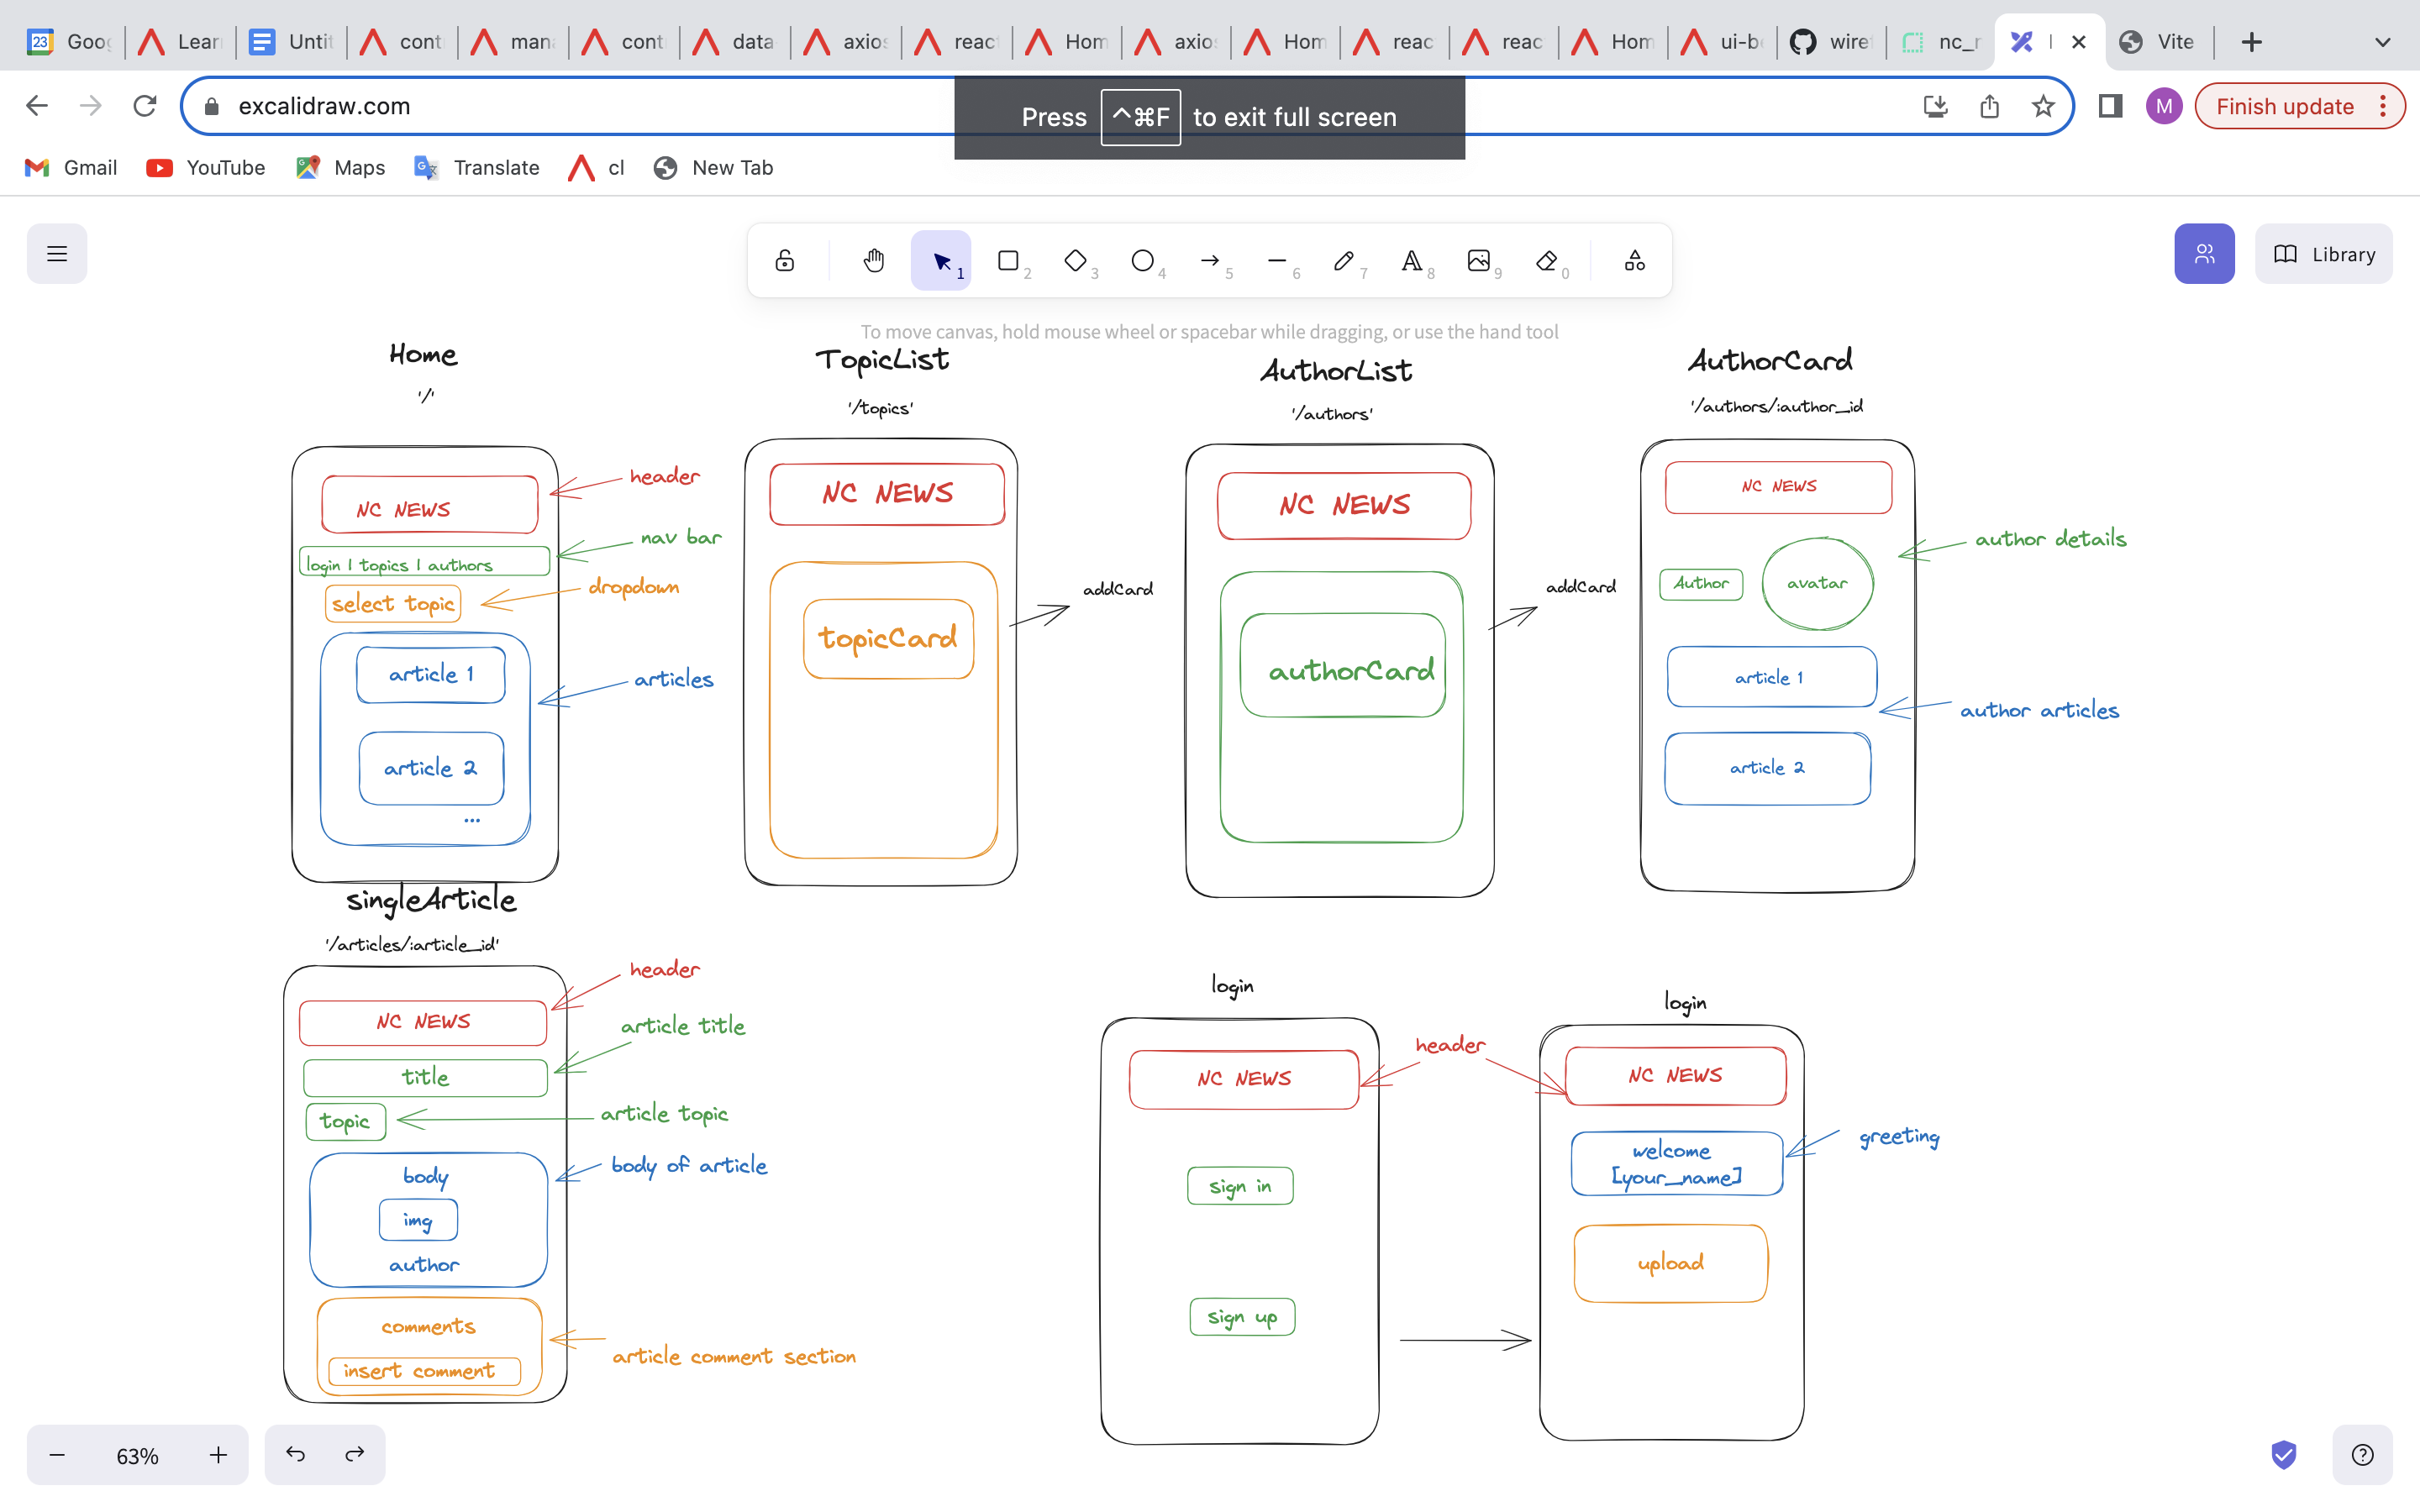 23 Goog
Lear
Untit
cont
mana
cont
data-
axios
reac
Hom
axio
Hom
reac
reac
Hom
ui-b
wire
nc_r
Vite
excalidraw.com
Press ^⌘F to exit full screen
M
Finish update
Gmail
YouTube
Maps
Translate
cl
New Tab
1 2 3 4 5 6 7 8 9 0
Library
To move canvas, hold mouse wheel or spacebar while dragging, or use the hand tool
Home
'/'
header
NC NEWS
nav bar
login | topics | authors
dropdown
select topic
article 1
articles
article 2
...
TopicList
'/topics'
NC NEWS
topicCard
addCard
AuthorList
'/authors'
NC NEWS
authorCard
addCard
AuthorCard
'/authors/:author_id
NC NEWS
author details
Author
avatar
article 1
author articles
article 2
singleArticle
'/articles/:article_id'
header
NC NEWS
article title
title
article topic
topic
body of article
body
img
author
comments
article comment section
insert comment
login
header
NC NEWS
sign in
sign up
login
NC NEWS
greeting
welcome
[your_name]
upload
63%